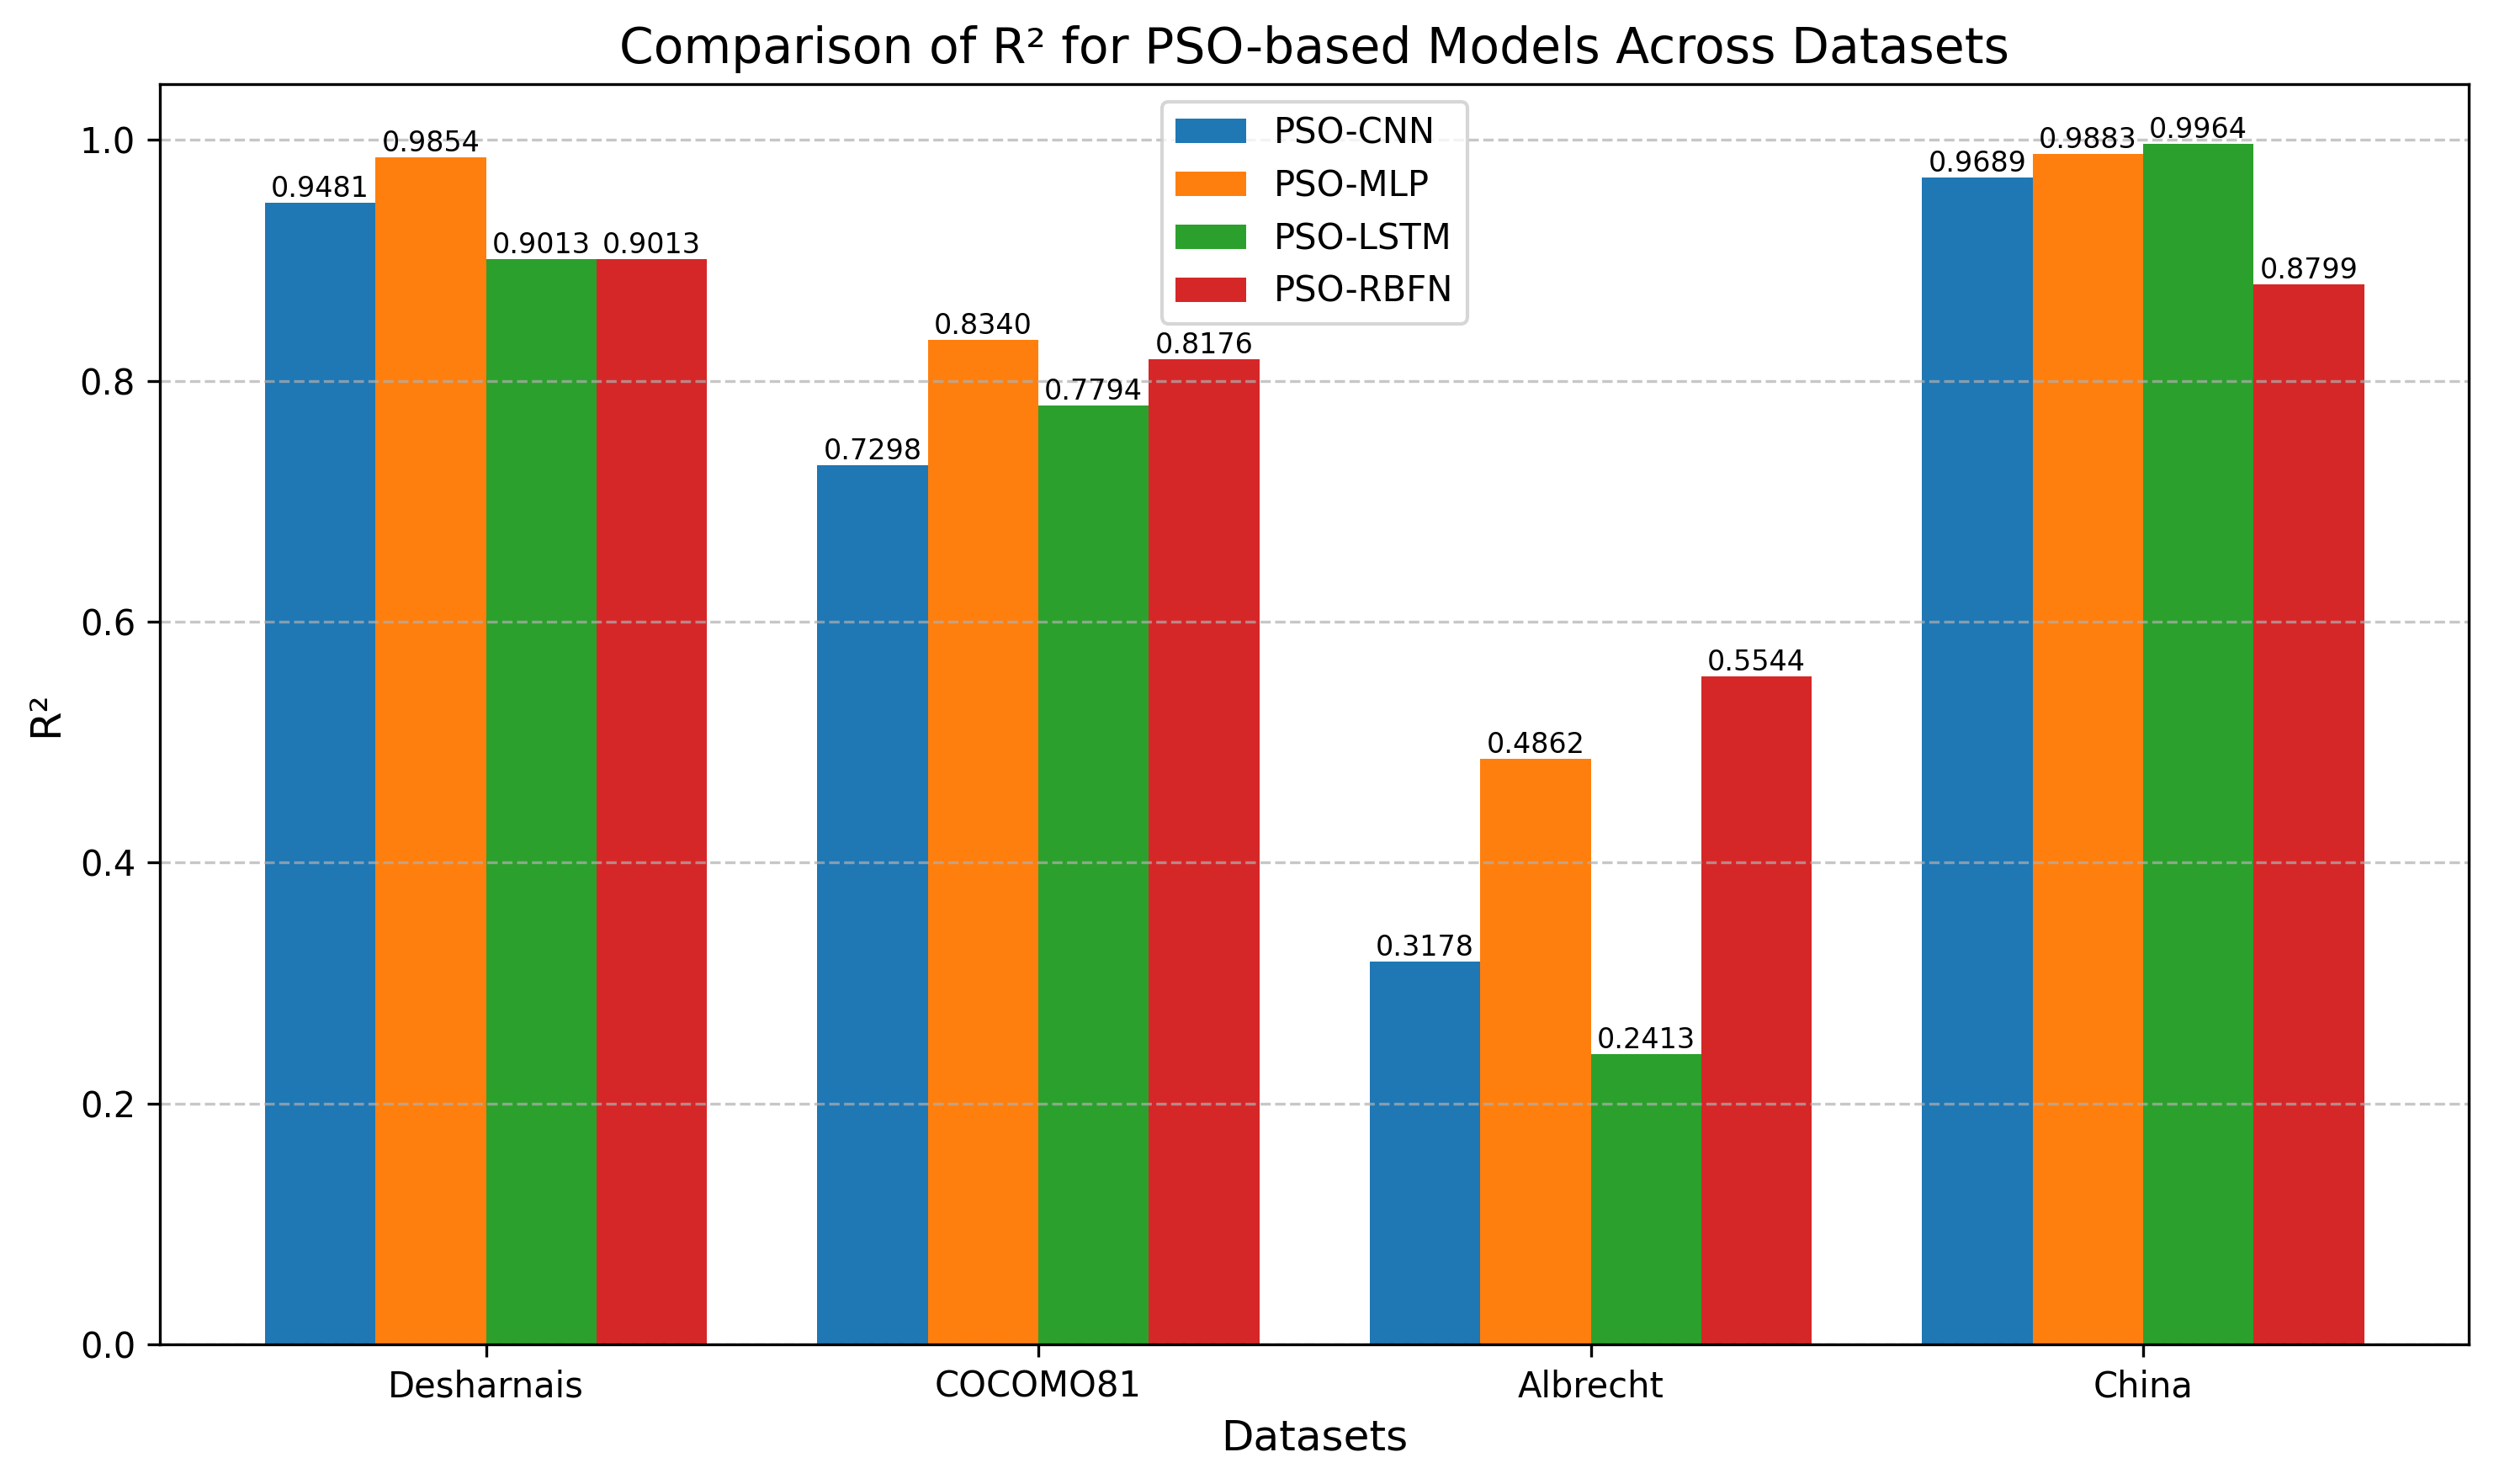 Comparison of R² for PSO-based Models Across Datasets
PSO-CNN
PSO-MLP
PSO-LSTM
PSO-RBFN
R²
1.0
0.8
0.6
0.4
0.2
0.0
0.9481
0.9854
0.9013
0.9013
0.7298
0.8340
0.7794
0.8176
0.3178
0.4862
0.2413
0.5544
0.9689
0.9883
0.9964
0.8799
Desharnais
COCOMO81
Albrecht
China
Datasets